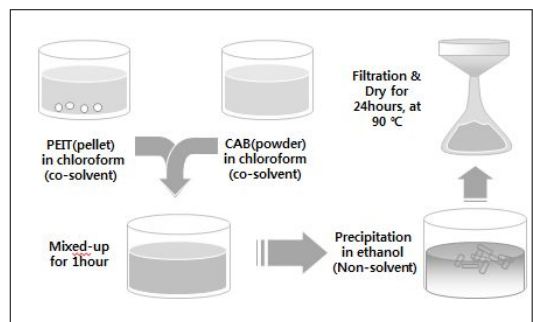 PEIT(pellet)
in chloroform
(co-solvent)
CAB(powder)
in chloroform
(co-solvent)
Mixed-up
for 1hour
Precipitation
in ethanol
(Non-solvent)
Filtration &
Dry for
24hours, at
90 ℃